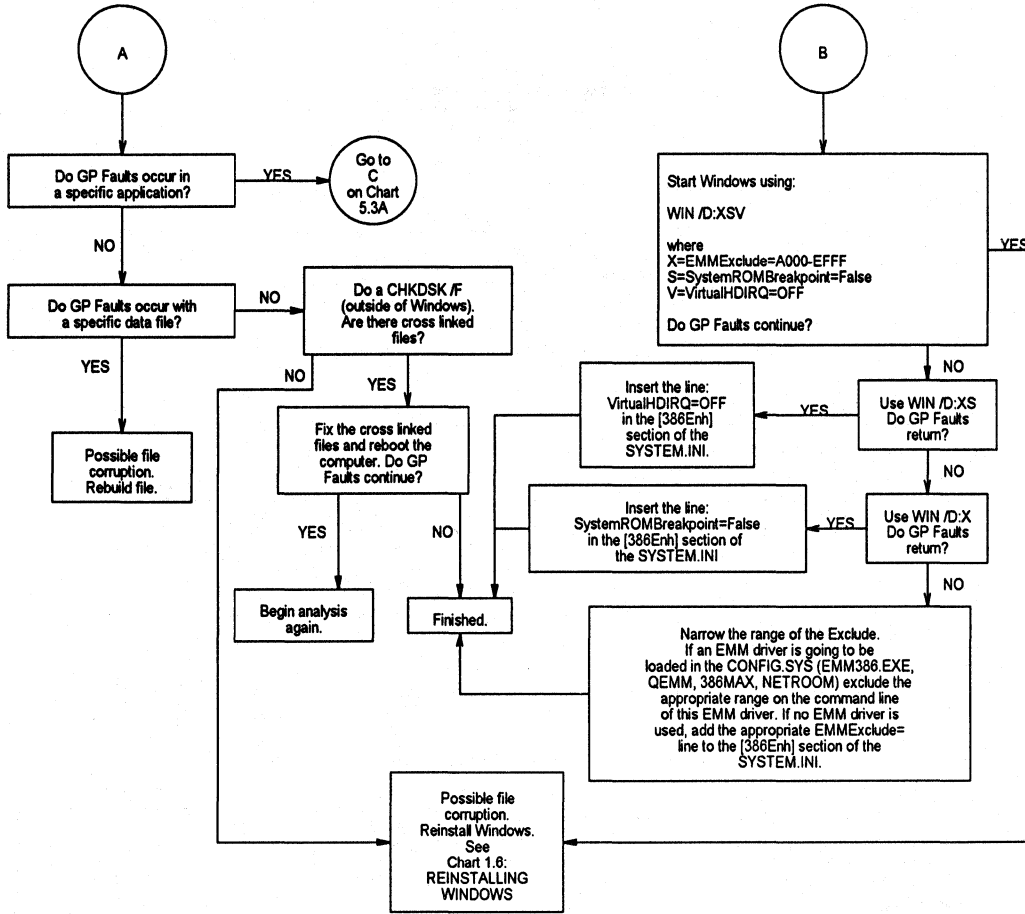 A
Do GP Faults occur in
a specific application?
YES
Go to
C
on Chart
5.3A
NO
Do GP Faults occur with
a specific data file?
NO
Do a CHKDSK /F
(outside of Windows).
Are there cross linked
files?
YES
Possible file
corruption.
Rebuild file.
NO
YES
Fix the cross linked
files and reboot the
computer. Do GP
Faults continue?
YES
NO
Begin analysis
again.
Finished.
B
Start Windows using:
WIN /D:XSV
where
X=EMMExclude=A000-EFFF
S=SystemROMBreakpoint=False
V=VirtualHDIRQ=OFF
Do GP Faults continue?
YES
NO
Use WIN /D:XS
Do GP Faults
return?
YES
Insert the line:
VirtualHDIRQ=OFF
in the [386Enh]
section of the
SYSTEM.INI.
NO
Use WIN /D:X
Do GP Faults
return?
YES
Insert the line:
SystemROMBreakpoint=False
in the [386Enh] section of
the SYSTEM.INI
NO
Narrow the range of the Exclude.
If an EMM driver is going to be
loaded in the CONFIG.SYS (EMM386.EXE,
QEMM, 386MAX, NETROOM) exclude the
appropriate range on the command line
of this EMM driver. If no EMM driver is
used, add the appropriate EMMExclude=
line to the [386Enh] section of the
SYSTEM.INI.
Possible file
corruption.
Reinstall Windows.
See
Chart 1.6:
REINSTALLING
WINDOWS